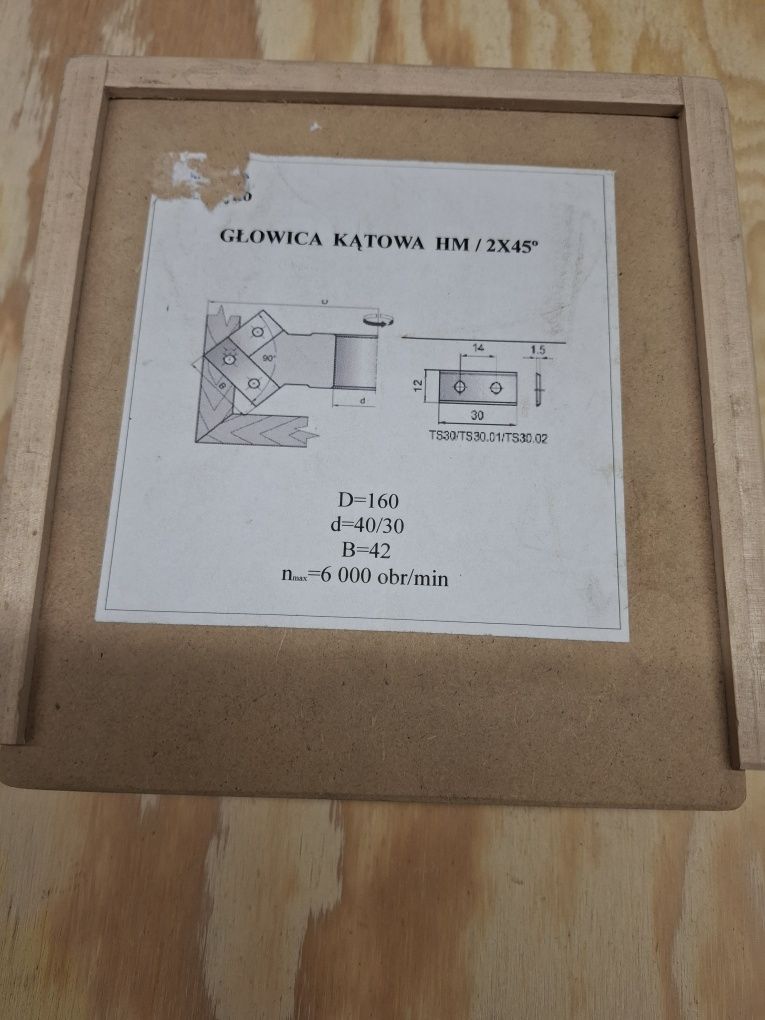 GŁOWICA KĄTOWA HM / 2X45º
D
90°
B
d
14
1.5
12
30
TS30/TS30.01/TS30.02
D=160
d=40/30
B=42
nmax=6 000 obr/min